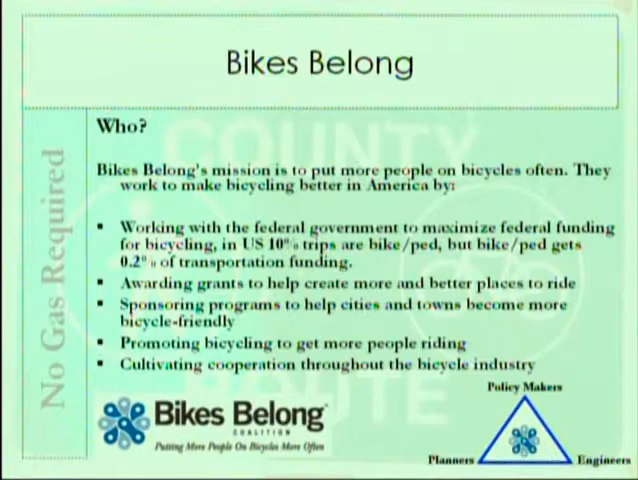 Bikes Belong
Who?
Bikes Belong's mission is to put more people on bicycles often. They
work to make bicycling better in America by:
▪ Working with the federal government to maximize federal funding
for bicycling, in US 10% trips are bike/ped, but bike/ped gets
0.2% of transportation funding.
▪ Awarding grants to help create more and better places to ride
▪ Sponsoring programs to help cities and towns become more
bicycle-friendly
▪ Promoting bicycling to get more people riding
▪ Cultivating cooperation throughout the bicycle industry
No Gas Required
COUNTY
ROUTE
Bikes Belong
COALITION
Putting More People On Bicycles More Often
Policy Makers
Planners
Engineers